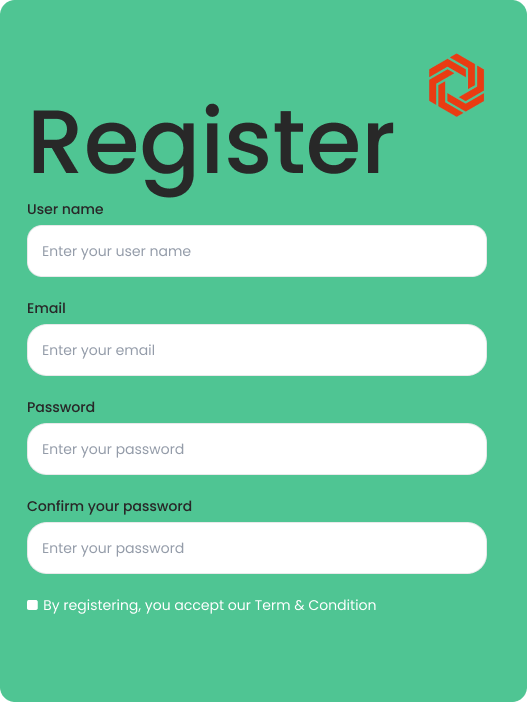 Register
User name
Enter your user name
Email
Enter your email
Password
Enter your password
Confirm your password
Enter your password
By registering, you accept our Term & Condition